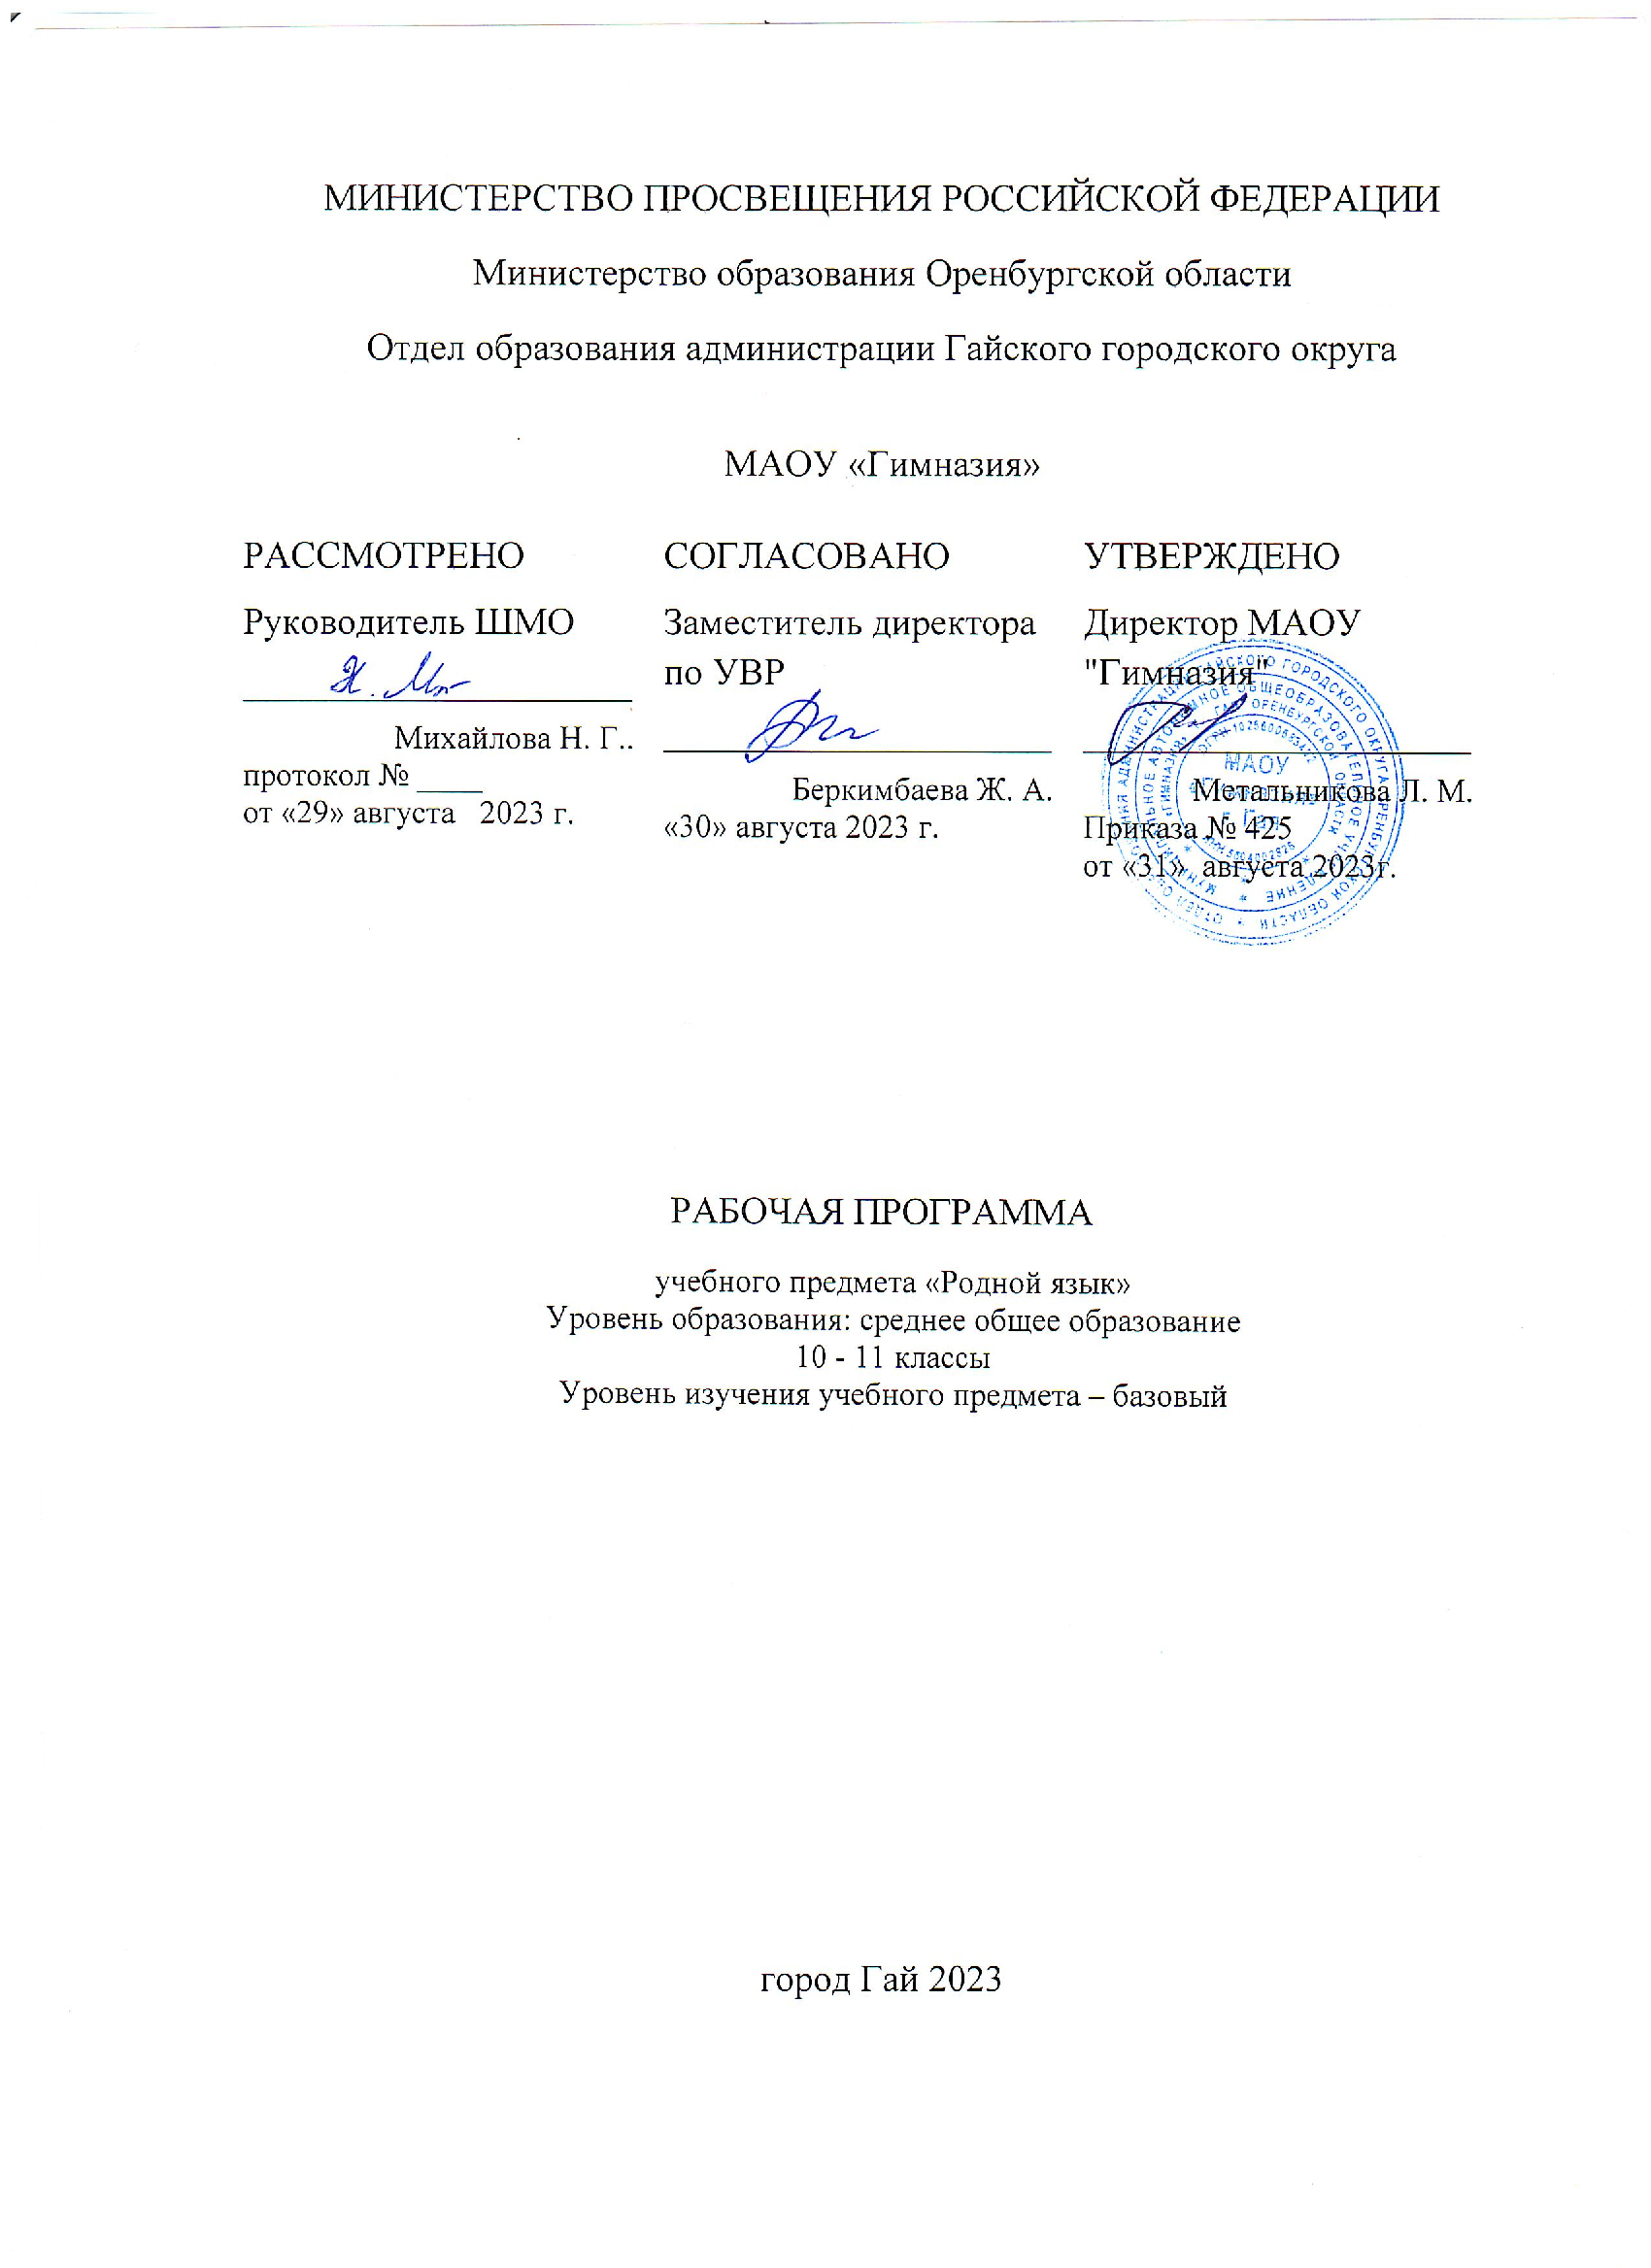 МИНИСТЕРСТВО ПРОСВЕЩЕНИЯ РОССИЙСКОЙ ФЕДЕРАЦИИ
Министерство образования Оренбургской области
Отдел образования администрации Гайского городского округа
МАОУ «Гимназия»
РАССМОТРЕНО
Руководитель ШМО
Михайлова Н. Г..
протокол № ____
от «29» августа 2023 г.
СОГЛАСОВАНО
Заместитель директора
по УВР
Беркимбаева Ж. А.
«30» августа 2023 г.
УТВЕРЖДЕНО
Директор МАОУ
"Гимназия"
Метальникова Л. М.
Приказа № 425
от «31» августа 2023г.
МАОУ
РАБОЧАЯ ПРОГРАММА
учебного предмета «Родной язык»
Уровень образования: среднее общее образование
10 - 11 классы
Уровень изучения учебного предмета – базовый
город Гай 2023